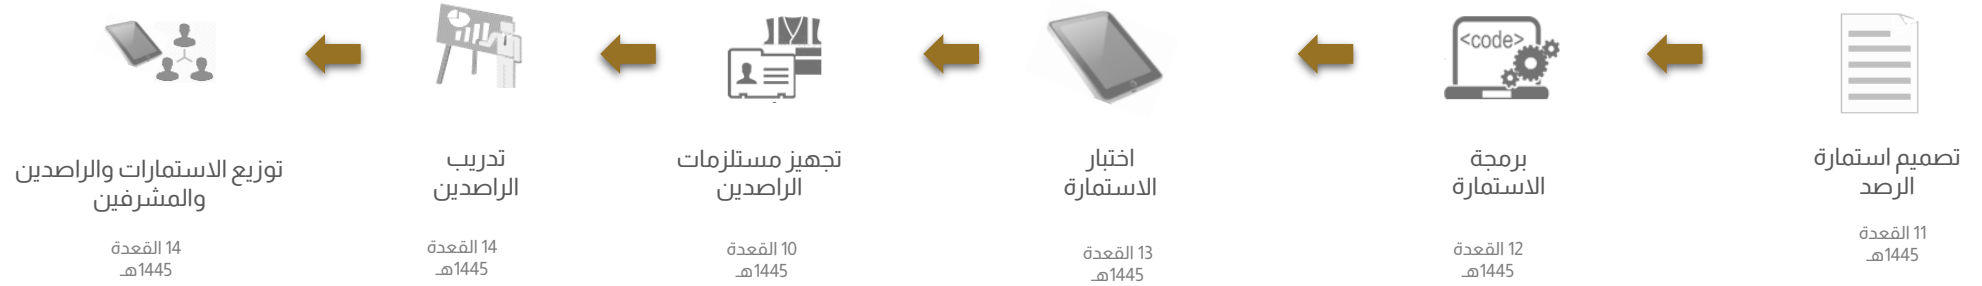 <code>
تصميم استمارة
الرصد
11 القعدة
1445هـ
برمجة
الاستمارة
12 القعدة
1445هـ
اختبار
الاستمارة
13 القعدة
1445هـ
تجهيز مستلزمات
الراصدين
10 القعدة
1445هـ
تدريب
الراصدين
14 القعدة
1445هـ
توزيع الاستمارات والراصدين
والمشرفين
14 القعدة
1445هـ